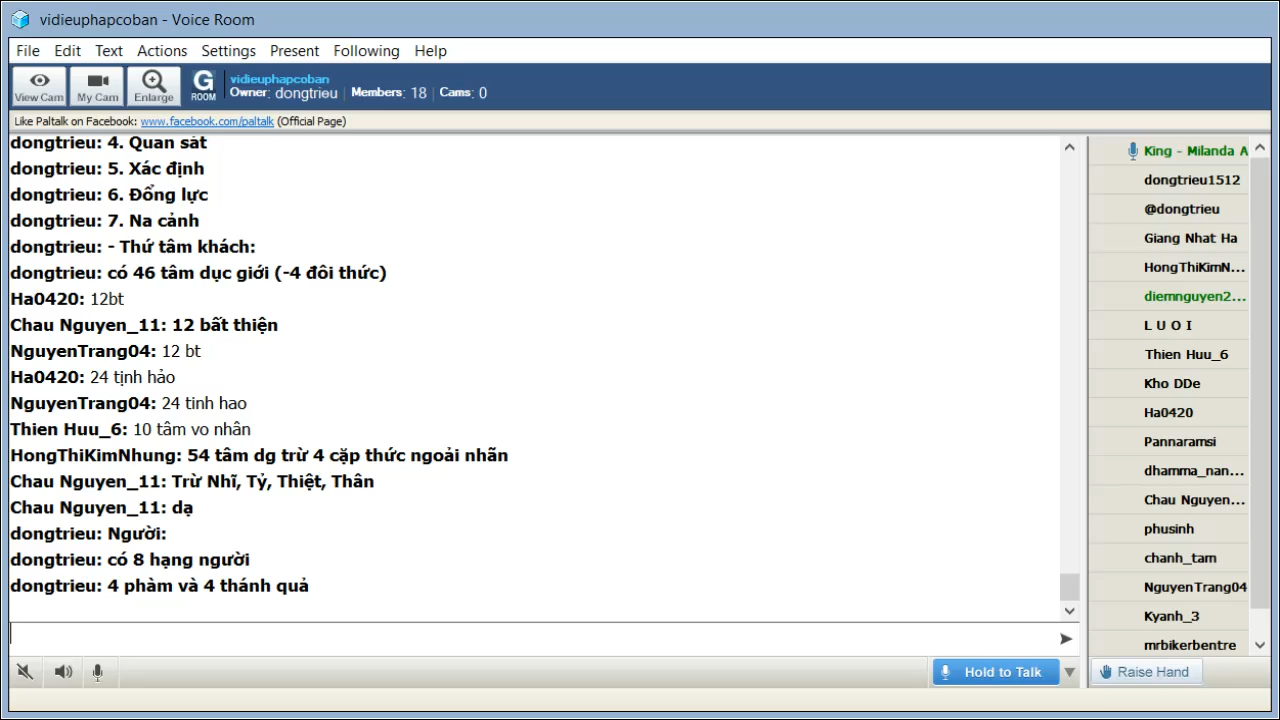 vidieuphapcoban - Voice Room
File Edit Text Actions Settings Present Following Help
View Cam My Cam Enlarge G ROOM
vidieuphapcoban
Owner: dongtrieu | Members: 18 | Cams: 0
Like Paltalk on Facebook: www.facebook.com/paltalk (Official Page)
dongtrieu: 4. Quan sát
dongtrieu: 5. Xác định
dongtrieu: 6. Đổng lực
dongtrieu: 7. Na cảnh
dongtrieu: - Thứ tâm khách:
dongtrieu: có 46 tâm dục giới (-4 đôi thức)
Ha0420: 12bt
Chau Nguyen_11: 12 bất thiện
NguyenTrang04: 12 bt
Ha0420: 24 tịnh hảo
NguyenTrang04: 24 tinh hao
Thien Huu_6: 10 tâm vo nhân
HongThiKimNhung: 54 tâm dg trừ 4 cặp thức ngoải nhãn
Chau Nguyen_11: Trừ Nhĩ, Tỷ, Thiệt, Thân
Chau Nguyen_11: dạ
dongtrieu: Người:
dongtrieu: có 8 hạng người
dongtrieu: 4 phàm và 4 thánh quả
King - Milanda A
dongtrieu1512
@dongtrieu
Giang Nhat Ha
HongThiKimN...
diemnguyen2...
L U O I
Thien Huu_6
Kho DDe
Ha0420
Pannaramsi
dhamma_nan...
Chau Nguyen...
phusinh
chanh_tam
NguyenTrang04
Kyanh_3
mrbikerbentre
Hold to Talk
Raise Hand